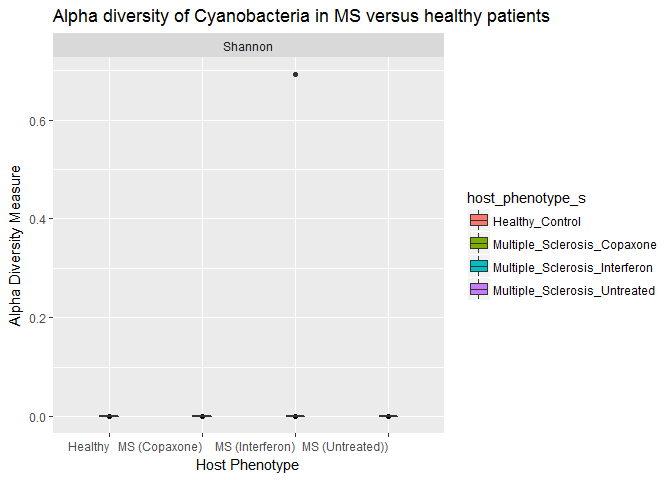 Alpha diversity of Cyanobacteria in MS versus healthy patients
Shannon
Alpha Diversity Measure
0.6
0.4
0.2
0.0
Healthy MS (Copaxone) MS (Interferon) MS (Untreated))
Host Phenotype
host_phenotype_s
Healthy_Control
Multiple_Sclerosis_Copaxone
Multiple_Sclerosis_Interferon
Multiple_Sclerosis_Untreated